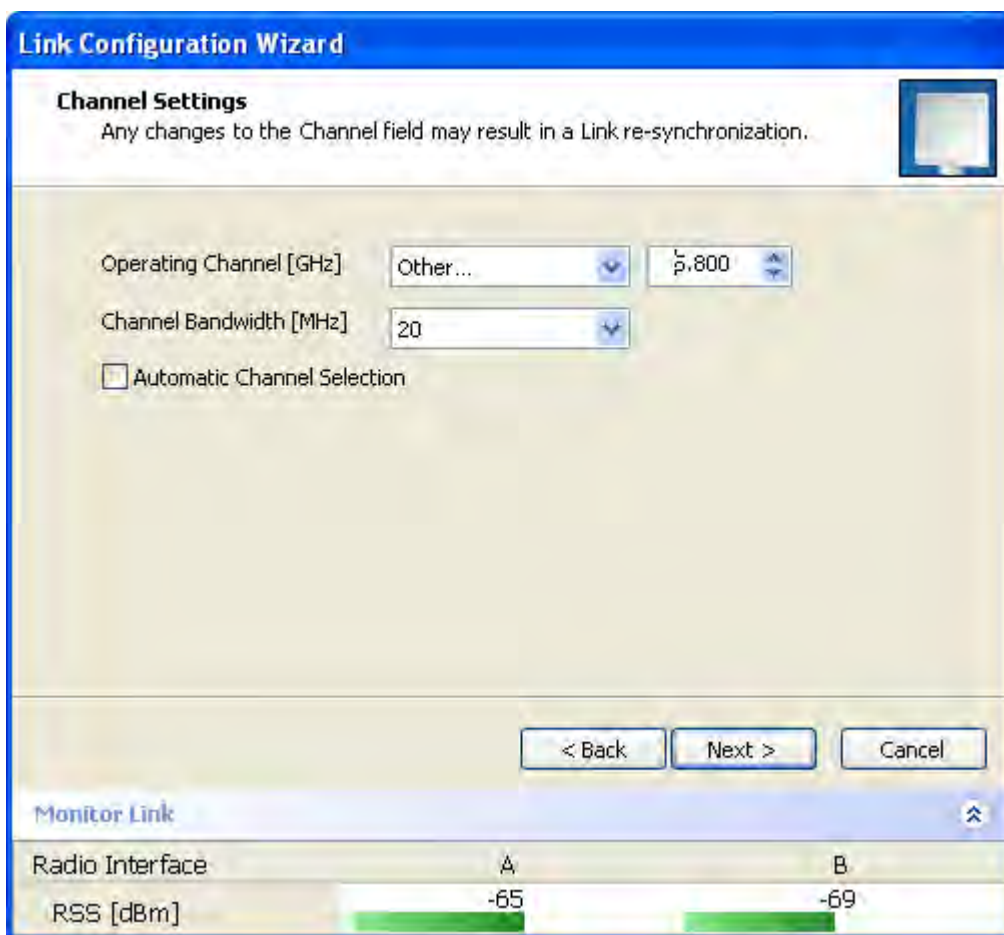 Link Configuration Wizard
Channel Settings
Any changes to the Channel field may result in a Link re-synchronization.
Operating Channel [GHz] Other... 5.800
Channel Bandwidth [MHz] 20
Automatic Channel Selection
< Back Next > Cancel
Monitor Link
Radio Interface A B
RSS [dBm] -65 -69